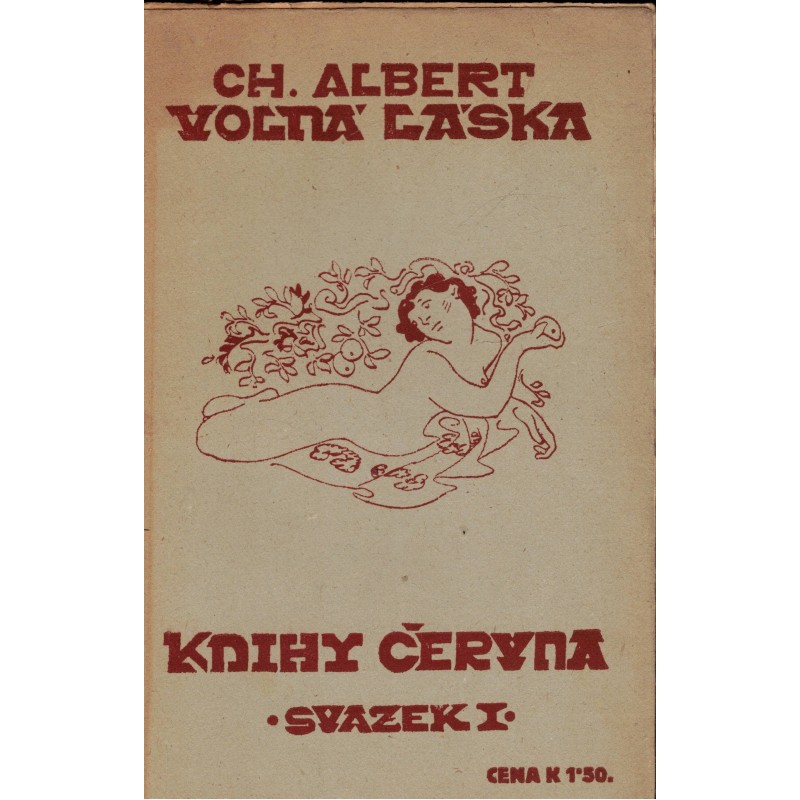 CH. ALBERT
VOLNÁ LÁSKA
KNIHY ČERVNA
·SVAZEK I·
CENA K 1·50.